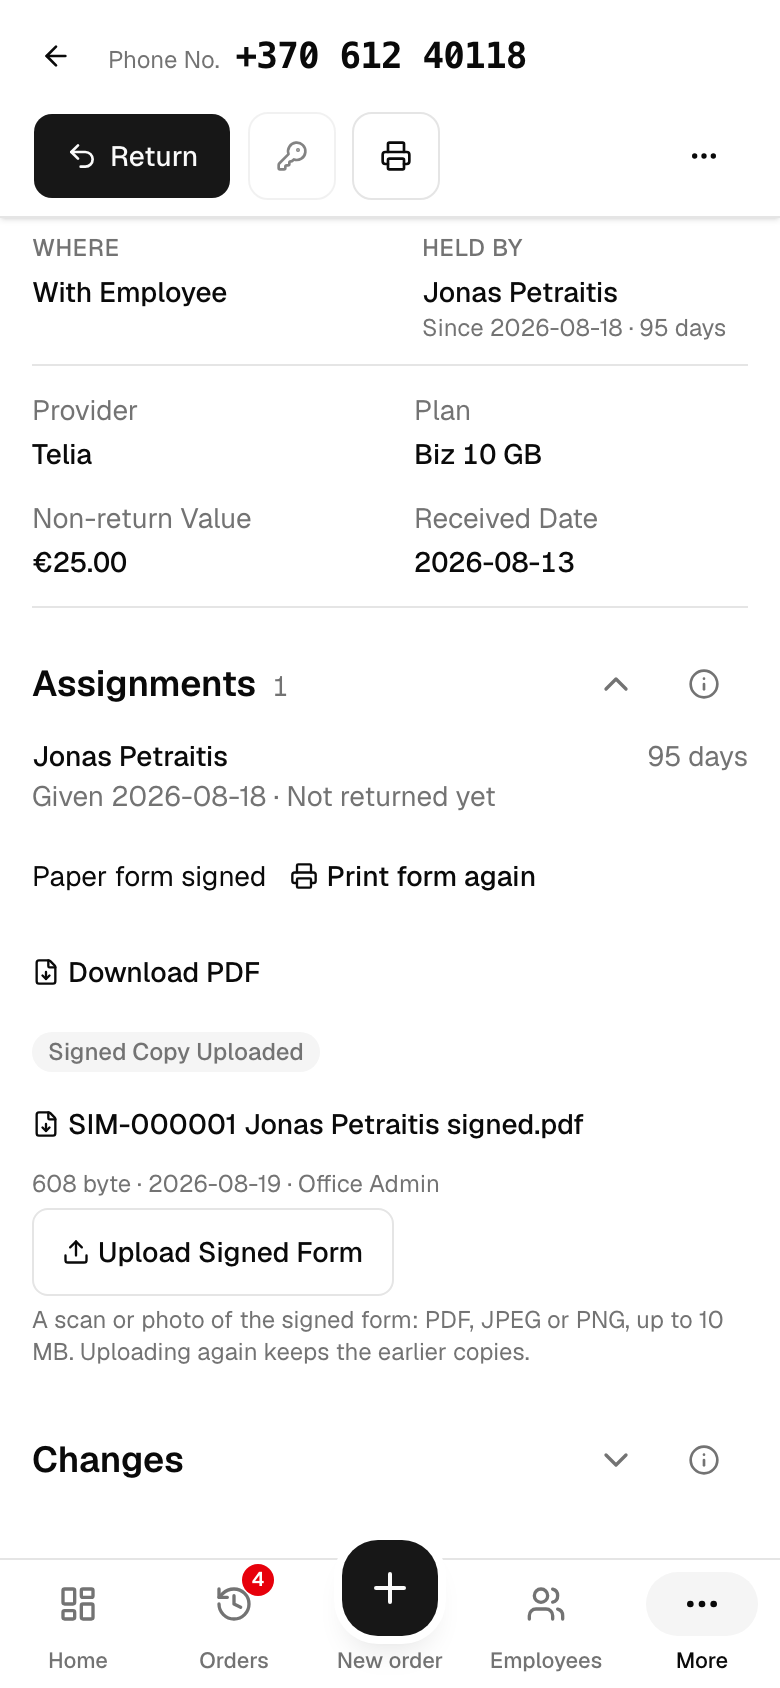 Phone No. +370 612 40118
Return
WHERE
HELD BY
With Employee
Jonas Petraitis
Since 2026-08-18 · 95 days
Provider
Plan
Telia
Biz 10 GB
Non-return Value
Received Date
€25.00
2026-08-13
Assignments 1
Jonas Petraitis
95 days
Given 2026-08-18 · Not returned yet
Paper form signed
Print form again
Download PDF
Signed Copy Uploaded
SIM-000001 Jonas Petraitis signed.pdf
608 byte · 2026-08-19 · Office Admin
Upload Signed Form
A scan or photo of the signed form: PDF, JPEG or PNG, up to 10
MB. Uploading again keeps the earlier copies.
Changes
4
Home
Orders
New order
Employees
More